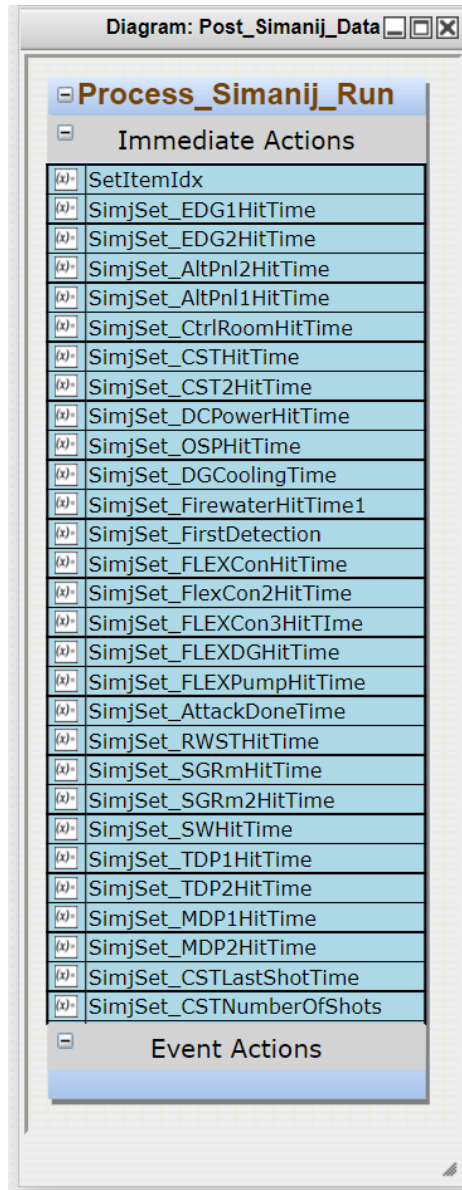 Diagram: Post_Simanij_Data
Process_Simanij_Run
Immediate Actions
(x)= SetItemIdx
(x)= SimjSet_EDG1HitTime
(x)= SimjSet_EDG2HitTime
(x)= SimjSet_AltPnl2HitTime
(x)= SimjSet_AltPnl1HitTime
(x)= SimjSet_CtrlRoomHitTime
(x)= SimjSet_CSTHitTime
(x)= SimjSet_CST2HitTime
(x)= SimjSet_DCPowerHitTime
(x)= SimjSet_OSPHitTime
(x)= SimjSet_DGCoolingTime
(x)= SimjSet_FirewaterHitTime1
(x)= SimjSet_FirstDetection
(x)= SimjSet_FLEXConHitTime
(x)= SimjSet_FlexCon2HitTime
(x)= SimjSet_FLEXCon3HitTIme
(x)= SimjSet_FLEXDGHitTime
(x)= SimjSet_FLEXPumpHitTime
(x)= SimjSet_AttackDoneTime
(x)= SimjSet_RWSTHitTime
(x)= SimjSet_SGRmHitTime
(x)= SimjSet_SGRm2HitTime
(x)= SimjSet_SWHitTime
(x)= SimjSet_TDP1HitTime
(x)= SimjSet_TDP2HitTime
(x)= SimjSet_MDP1HitTime
(x)= SimjSet_MDP2HitTime
(x)= SimjSet_CSTLastShotTime
(x)= SimjSet_CSTNumberOfShots
Event Actions